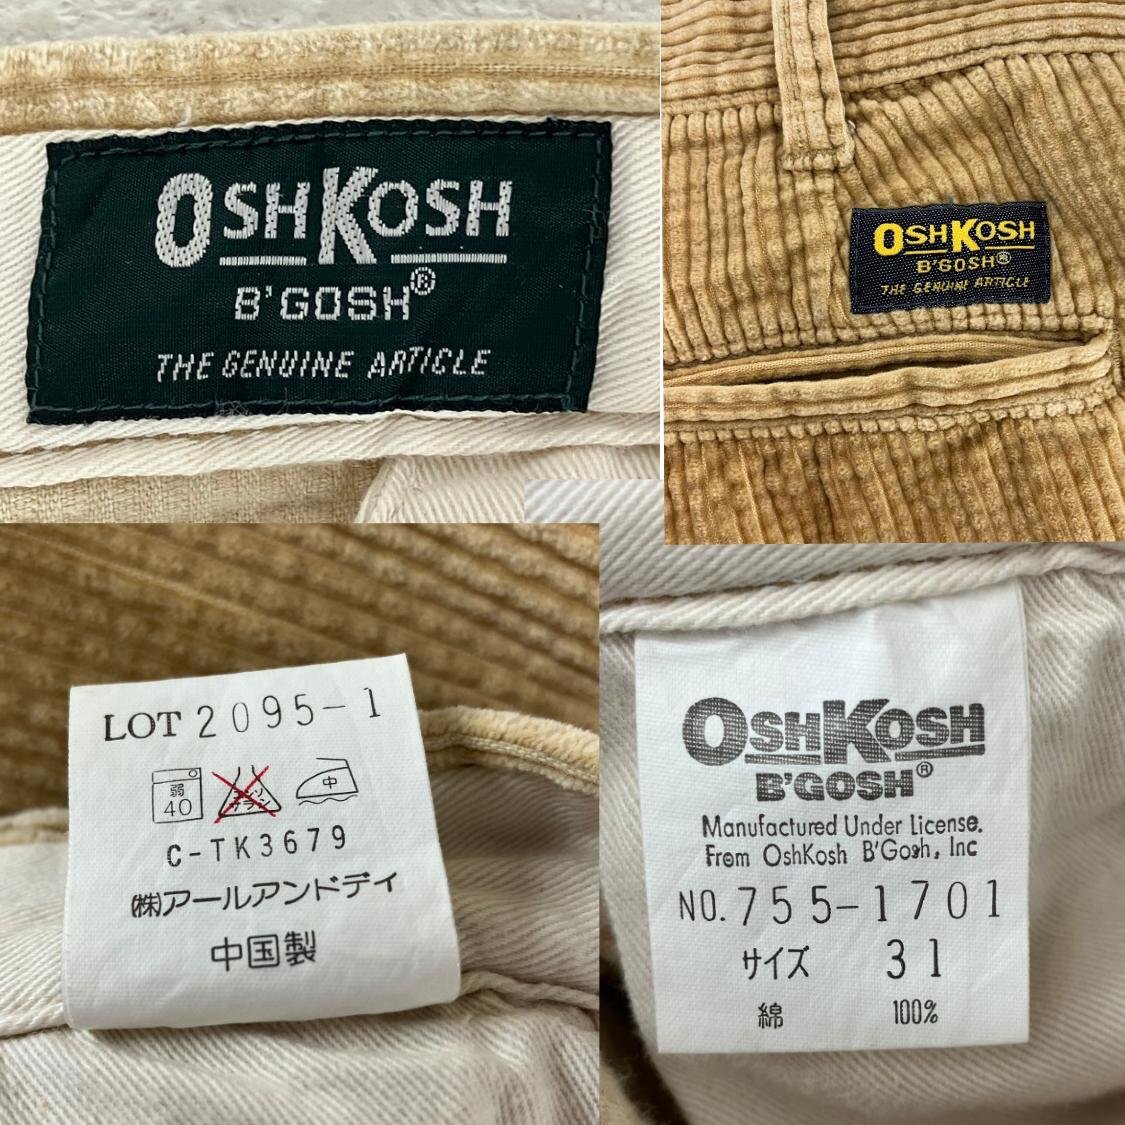 OSHKOSH
B'GOSH®
THE GENUINE ARTICLE
OSHKOSH
B'GOSH®
THE GENUINE ARTICLE
LOT 2095-1
弱
40
中
C-TK3679
(株)アールアンドデイ
中国製
OSHKOSH
B'GOSH®
Manufactured Under License.
From OshKosh B'Gosh, Inc
NO. 755-1701
サイズ 31
綿 100%